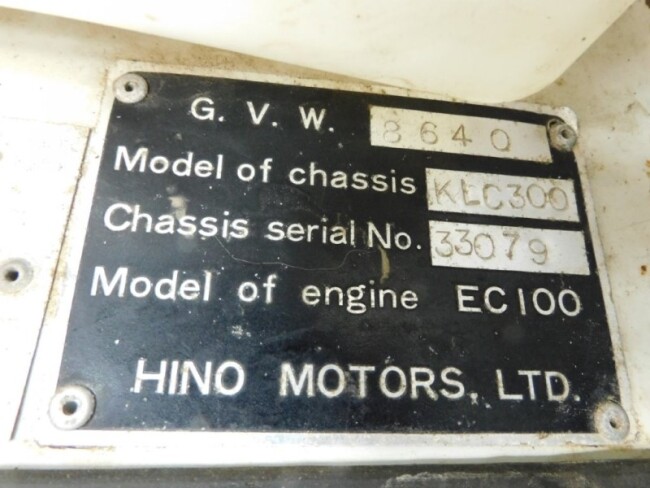 G. V. W. 8640
Model of chassis KLC300
Chassis serial No. 33079
Model of engine EC100
HINO MOTORS, LTD.